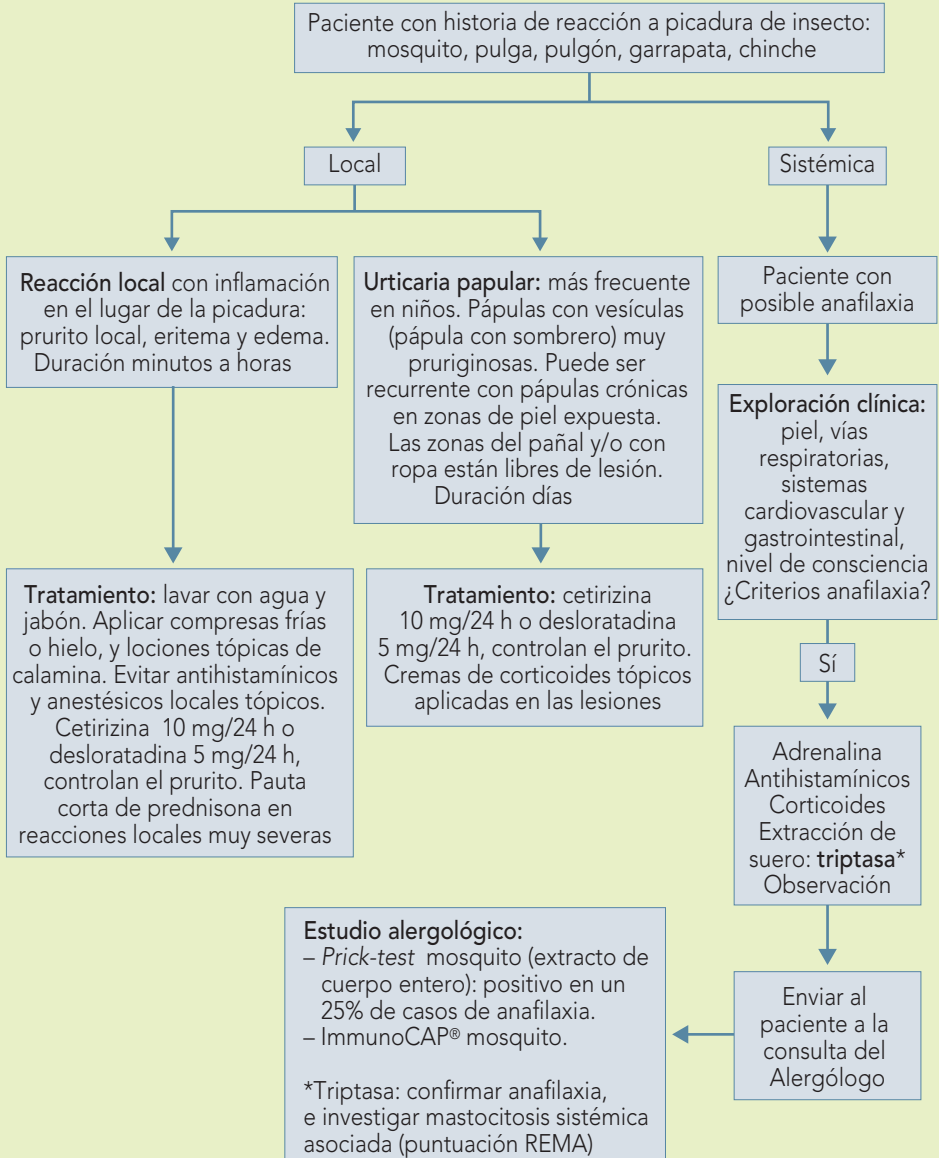 Paciente con historia de reacción a picadura de insecto:
mosquito, pulga, pulgón, garrapata, chinche
Local
Sistémica
Reacción local con inflamación
en el lugar de la picadura:
prurito local, eritema y edema.
Duración minutos a horas
Urticaria papular: más frecuente
en niños. Pápulas con vesículas
(pápula con sombrero) muy
pruriginosas. Puede ser
recurrente con pápulas crónicas
en zonas de piel expuesta.
Las zonas del pañal y/o con
ropa están libres de lesión.
Duración días
Paciente con
posible anafilaxia
Exploración clínica:
piel, vías
respiratorias,
sistemas
cardiovascular y
gastrointestinal,
nivel de consciencia
¿Criterios anafilaxia?
Tratamiento: lavar con agua y
jabón. Aplicar compresas frías
o hielo, y lociones tópicas de
calamina. Evitar antihistamínicos
y anestésicos locales tópicos.
Cetirizina 10 mg/24 h o
desloratadina 5 mg/24 h,
controlan el prurito. Pauta
corta de prednisona en
reacciones locales muy severas
Tratamiento: cetirizina
10 mg/24 h o desloratadina
5 mg/24 h, controlan el prurito.
Cremas de corticoides tópicos
aplicadas en las lesiones
Sí
Adrenalina
Antihistamínicos
Corticoides
Extracción de
suero: triptasa*
Observación
Enviar al
paciente a la
consulta del
Alergólogo
Estudio alergológico:
– Prick-test mosquito (extracto de
cuerpo entero): positivo en un
25% de casos de anafilaxia.
– ImmunoCAP® mosquito.
*Triptasa: confirmar anafilaxia,
e investigar mastocitosis sistémica
asociada (puntuación REMA)